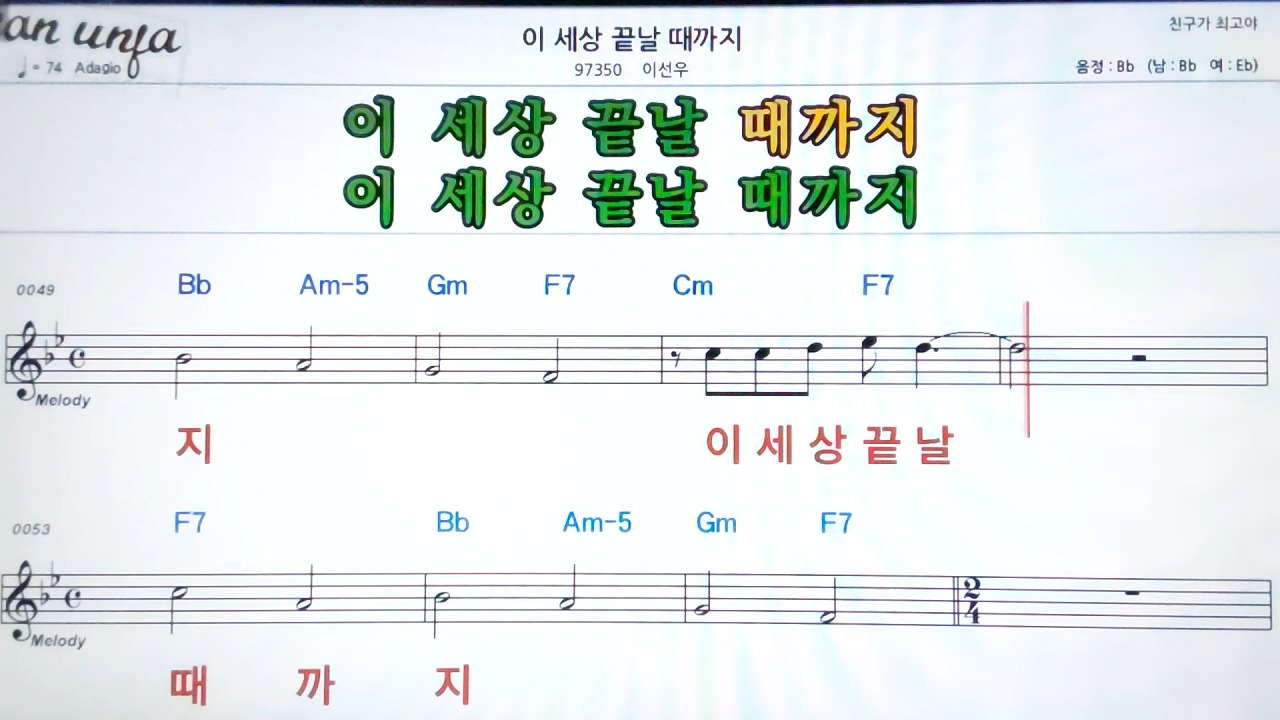 이 세상 끝날 때까지
친구가 최고야
♩= 74 Adagio
97350 이선우
음정 : Bb (남 : Bb 여 : Eb)
이 세상 끝날 때까지
이 세상 끝날 때까지
0049 Bb Am-5 Gm F7 Cm F7
Melody
지 이 세 상 끝 날
0053 F7 Bb Am-5 Gm F7
2
4
Melody
때 까 지